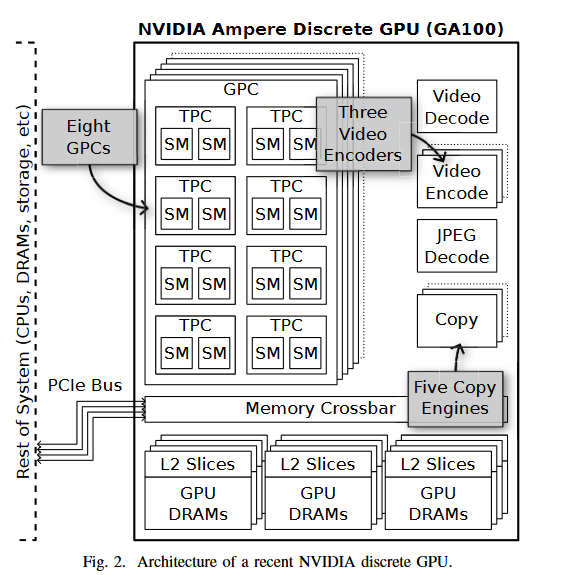 NVIDIA Ampere Discrete GPU (GA100)
Rest of System (CPUs, DRAMs, storage, etc)
Eight
GPCs
GPC
TPC
SM SM
TPC
SM
TPC
SM SM
TPC
SM SM
TPC
SM SM
TPC
SM SM
TPC
SM SM
TPC
SM SM
Three
Video
Encoders
Video
Decode
Video
Encode
JPEG
Decode
Copy
Five Copy
Engines
PCIe Bus
Memory Crossbar
L2 Slices
GPU
DRAMs
L2 Slices
GPU
DRAMs
L2 Slices
GPU
DRAMs
Fig. 2. Architecture of a recent NVIDIA discrete GPU.